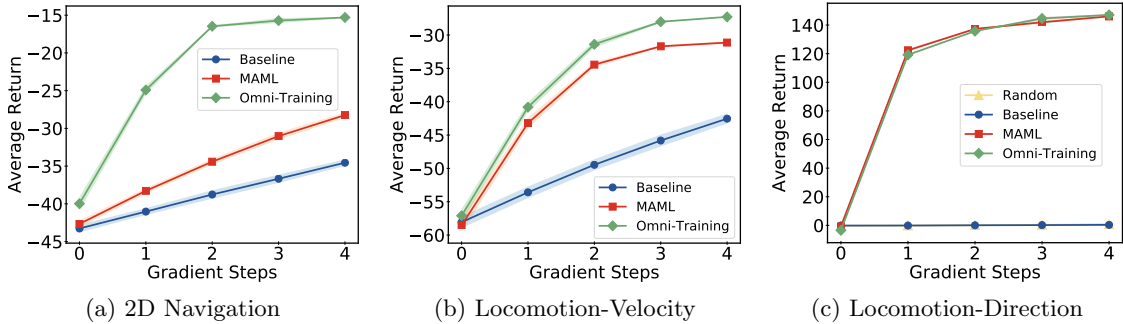 −15
−20
−25
−30
−35
−40
−45
Average Return
Baseline
MAML
Omni-Training
0 1 2 3 4
Gradient Steps
(a) 2D Navigation
−30
−35
−40
−45
−50
−55
−60
Average Return
Baseline
MAML
Omni-Training
0 1 2 3 4
Gradient Steps
(b) Locomotion-Velocity
140
120
100
80
60
40
20
0
Average Return
Random
Baseline
MAML
Omni-Training
0 1 2 3 4
Gradient Steps
(c) Locomotion-Direction